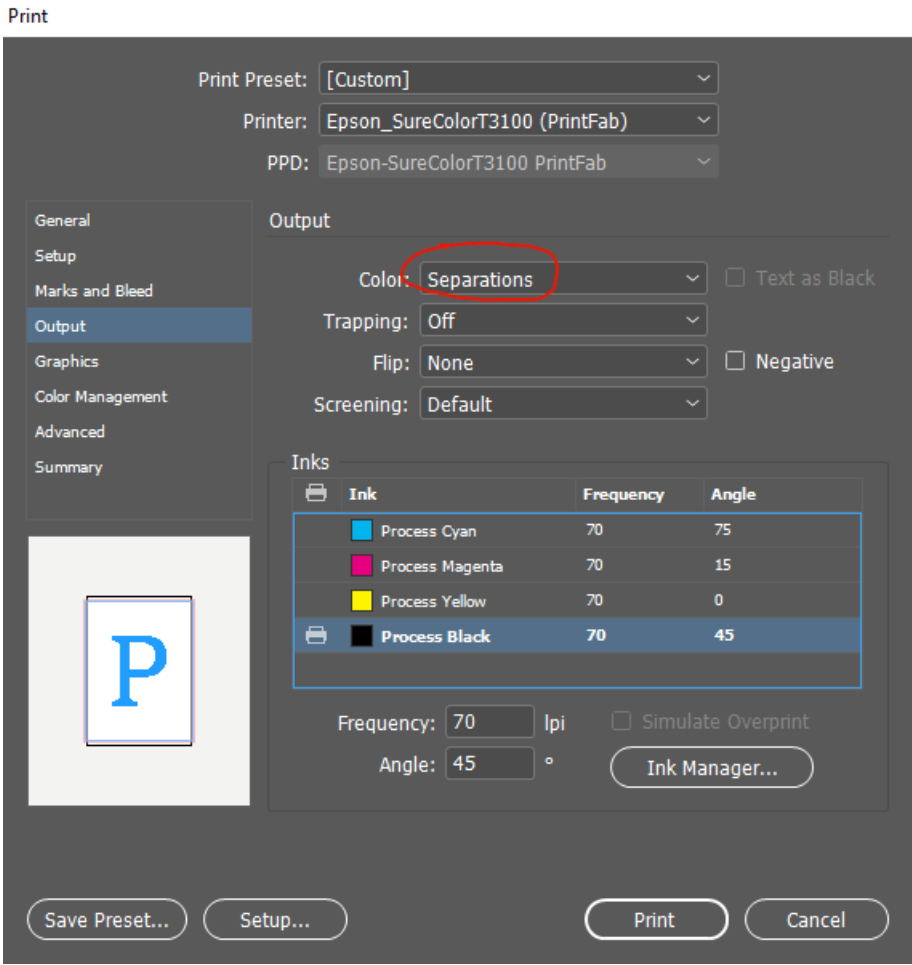 Print
Print Preset: [Custom]
Printer: Epson_SureColorT3100 (PrintFab)
PPD: Epson-SureColorT3100 PrintFab
General
Setup
Marks and Bleed
Output
Graphics
Color Management
Advanced
Summary
P
Output
Color: Separations Text as Black
Trapping: Off
Flip: None Negative
Screening: Default
Inks
Ink Frequency Angle
Process Cyan 70 75
Process Magenta 70 15
Process Yellow 70 0
Process Black 70 45
Frequency: 70 lpi Simulate Overprint
Angle: 45 ° Ink Manager...
Save Preset... Setup... Print Cancel